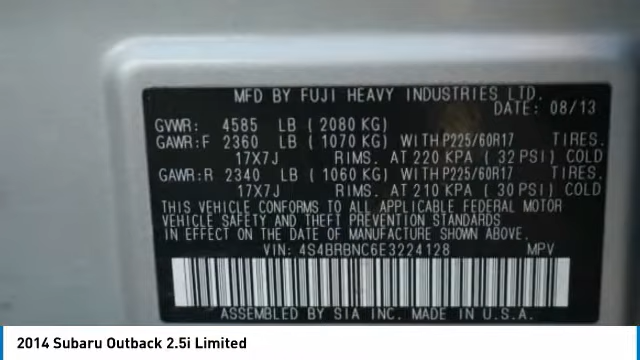 MFD BY FUJI HEAVY INDUSTRIES LTD.
DATE: 08/13
GVWR: 4585 LB ( 2080 KG)
GAWR:F 2360 LB ( 1070 KG) WITH P225/60R17 TIRES.
17X7J RIMS. AT 220 KPA ( 32 PSI) COLD
GAWR:R 2340 LB ( 1060 KG) WITH P225/60R17 TIRES.
17X7J RIMS. AT 210 KPA ( 30 PSI) COLD
THIS VEHICLE CONFORMS TO ALL APPLICABLE FEDERAL MOTOR
VEHICLE SAFETY AND THEFT PREVENTION STANDARDS
IN EFFECT ON THE DATE OF MANUFACTURE SHOWN ABOVE.
VIN: 4S4BRBNC6E3224128 MPV
ASSEMBLED BY SIA INC. MADE IN U.S.A.
2014 Subaru Outback 2.5i Limited